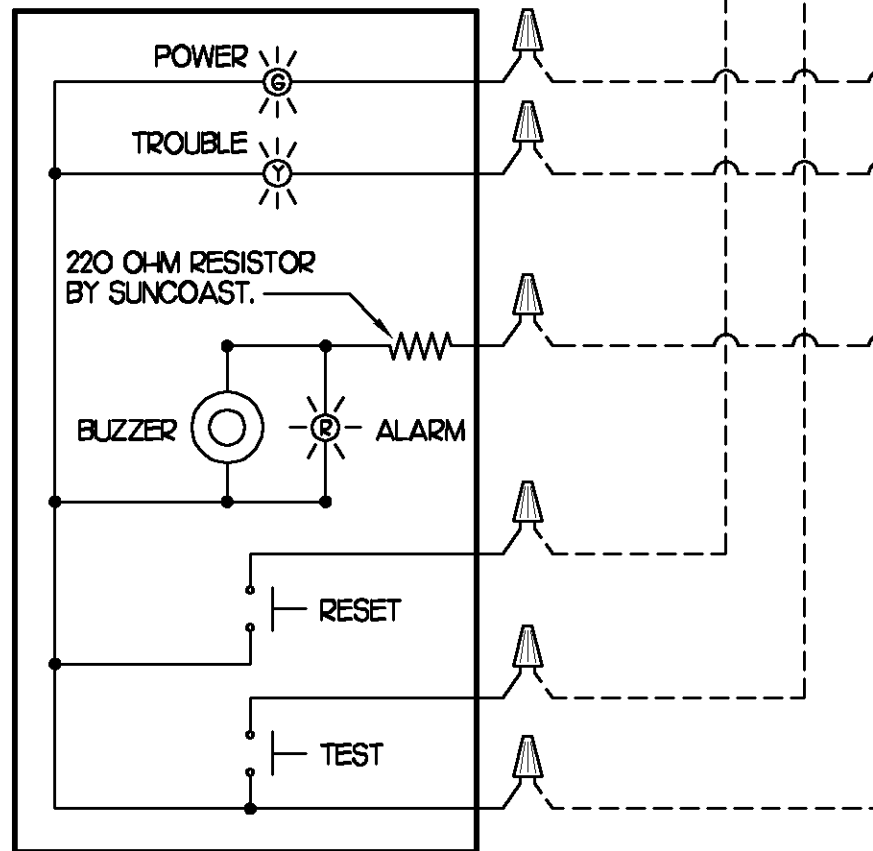 POWER
G
TROUBLE
Y
220 OHM RESISTOR
BY SUNCOAST.
BUZZER
R
ALARM
RESET
TEST